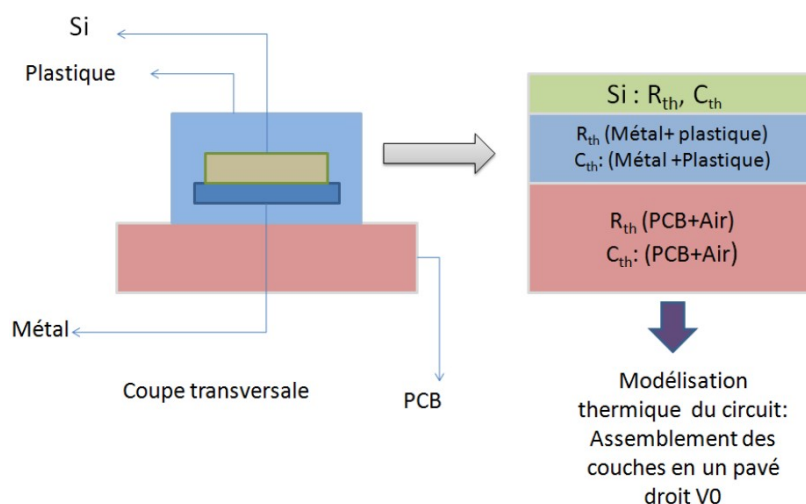 Si
Plastique
Métal
Coupe transversale
PCB
Si : Rth, Cth
Rth (Métal+ plastique)
Cth: (Métal +Plastique)
Rth (PCB+Air)
Cth: (PCB+Air)
Modélisation
thermique du circuit:
Assemblement des
couches en un pavé
droit V0